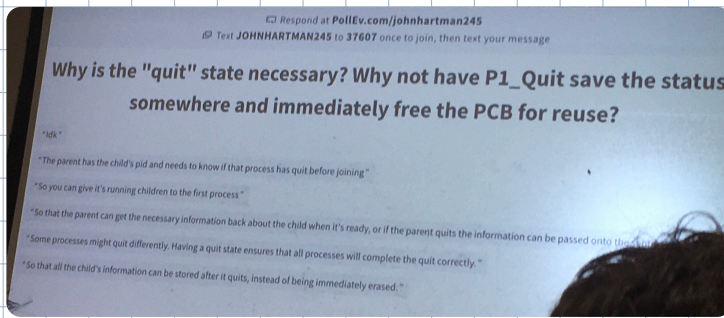 Respond at PollEv.com/johnhartman245
Text JOHNHARTMAN245 to 37607 once to join, then text your message
Why is the "quit" state necessary? Why not have P1_Quit save the status
somewhere and immediately free the PCB for reuse?
"Idk"
"The parent has the child's pid and needs to know if that process has quit before joining"
"So you can give it's running children to the first process"
"So that the parent can get the necessary information back about the child when it's ready, or if the parent quits the information can be passed onto the
"Some processes might quit differently. Having a quit state ensures that all processes will complete the quit correctly."
"So that all the child's information can be stored after it quits, instead of being immediately erased."